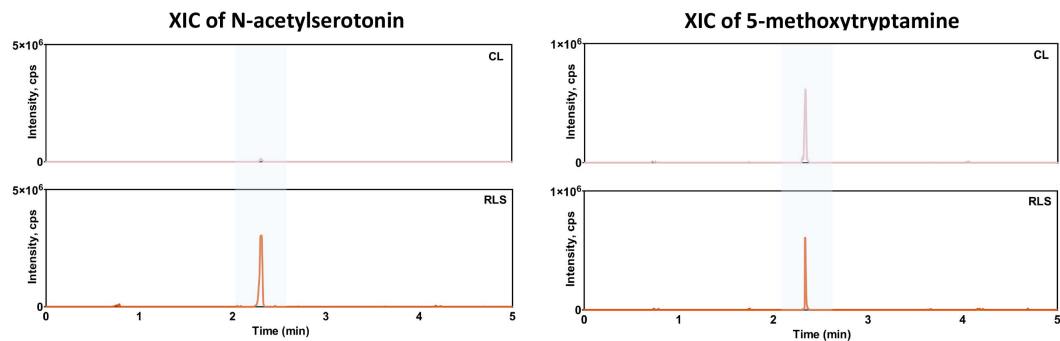 XIC of N-acetylserotonin
5×10⁶
CL
Intensity, cps
0
5×10⁶
RLS
Intensity, cps
0
0 1 2 3 4 5
Time (min)
XIC of 5-methoxytryptamine
1×10⁶
CL
Intensity, cps
0
1×10⁶
RLS
Intensity, cps
0
0 1 2 3 4 5
Time (min)